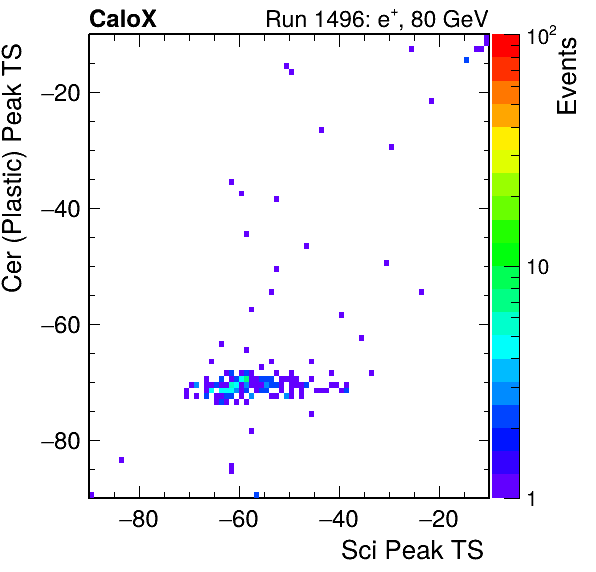 CaloX Run 1496: e⁺, 80 GeV
Cer (Plastic) Peak TS
−20
−40
−60
−80
−80 −60 −40 −20
Sci Peak TS
10²
10
1
Events